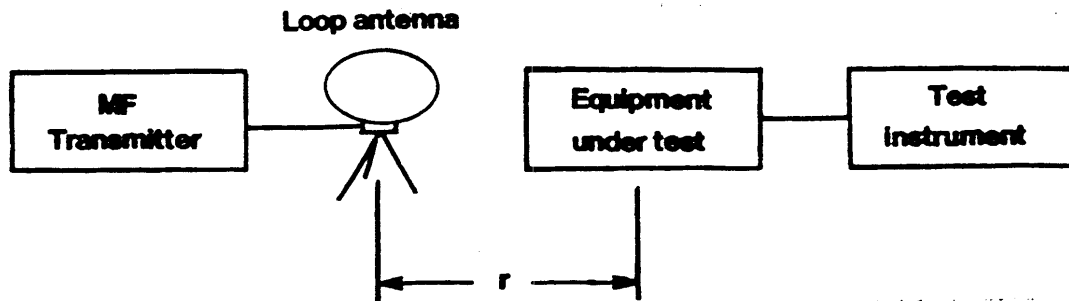 Loop antenna
MF
Transmitter
Equipment
under test
Test
instrument
r